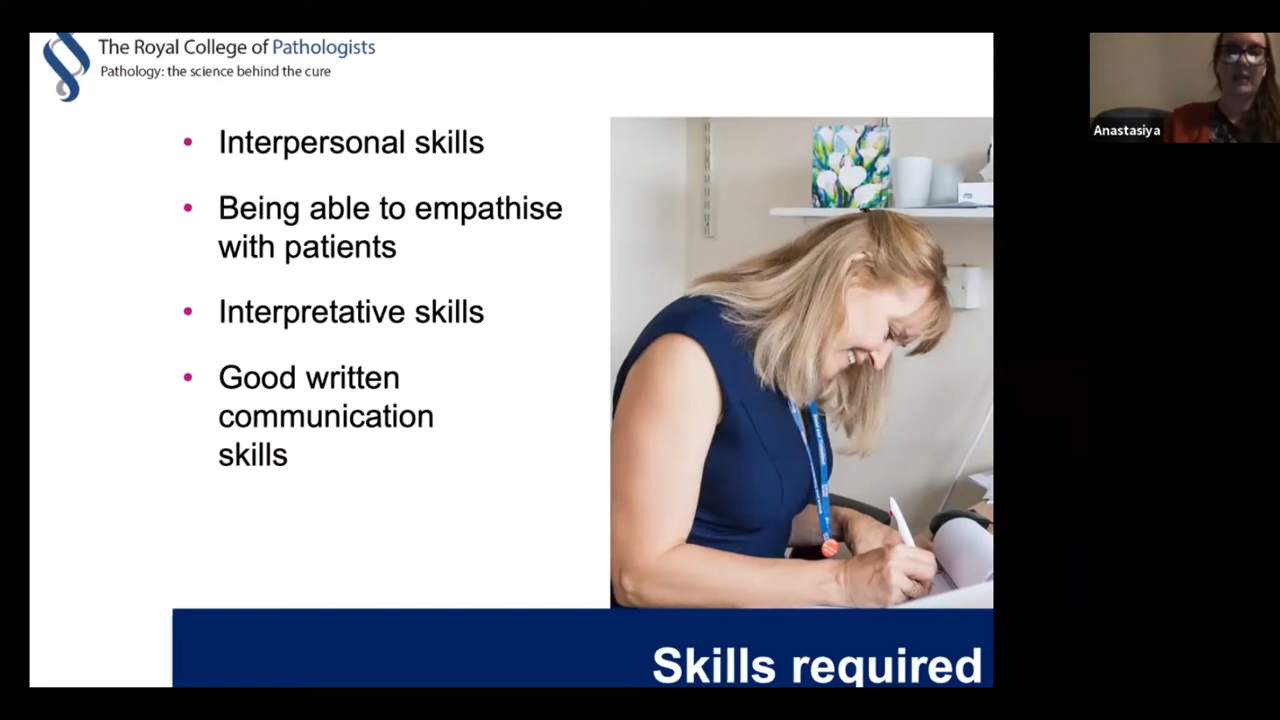 The Royal College of Pathologists
Pathology: the science behind the cure
• Interpersonal skills
• Being able to empathise
with patients
• Interpretative skills
• Good written
communication
skills
Skills required
Anastasiya